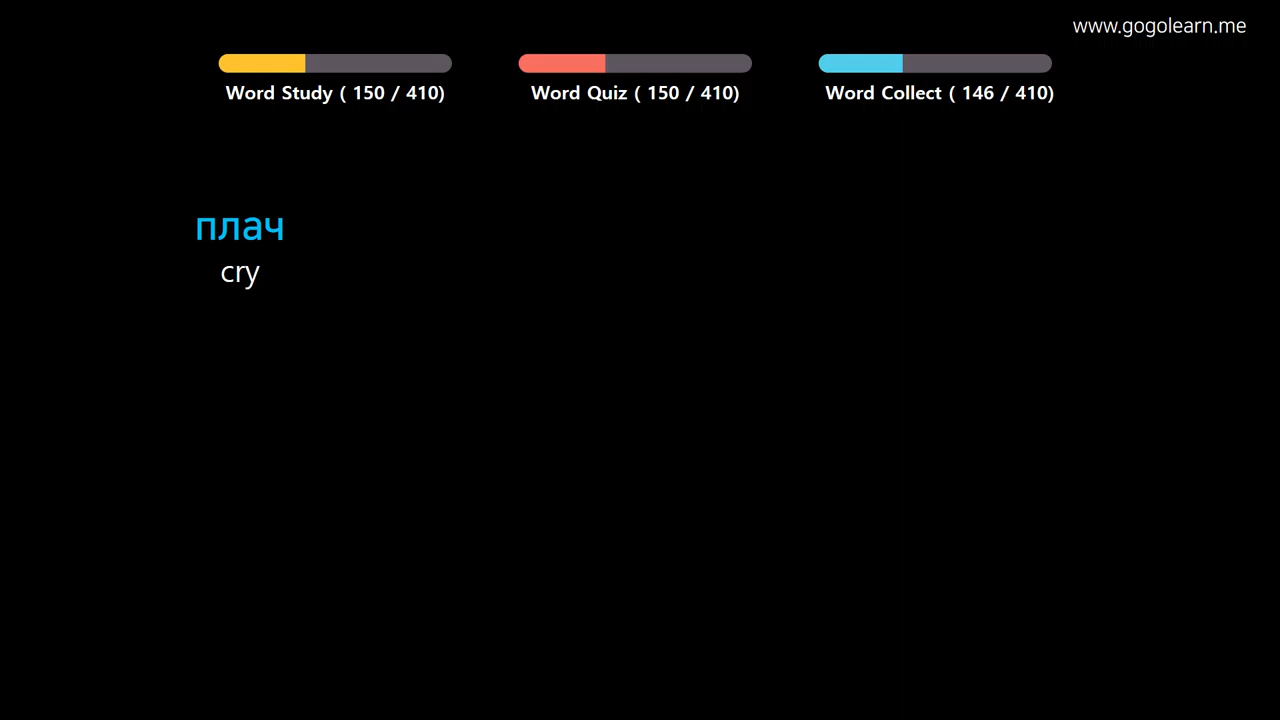 www.gogolearn.me
Word Study ( 150 / 410)
Word Quiz ( 150 / 410)
Word Collect ( 146 / 410)
плач
cry